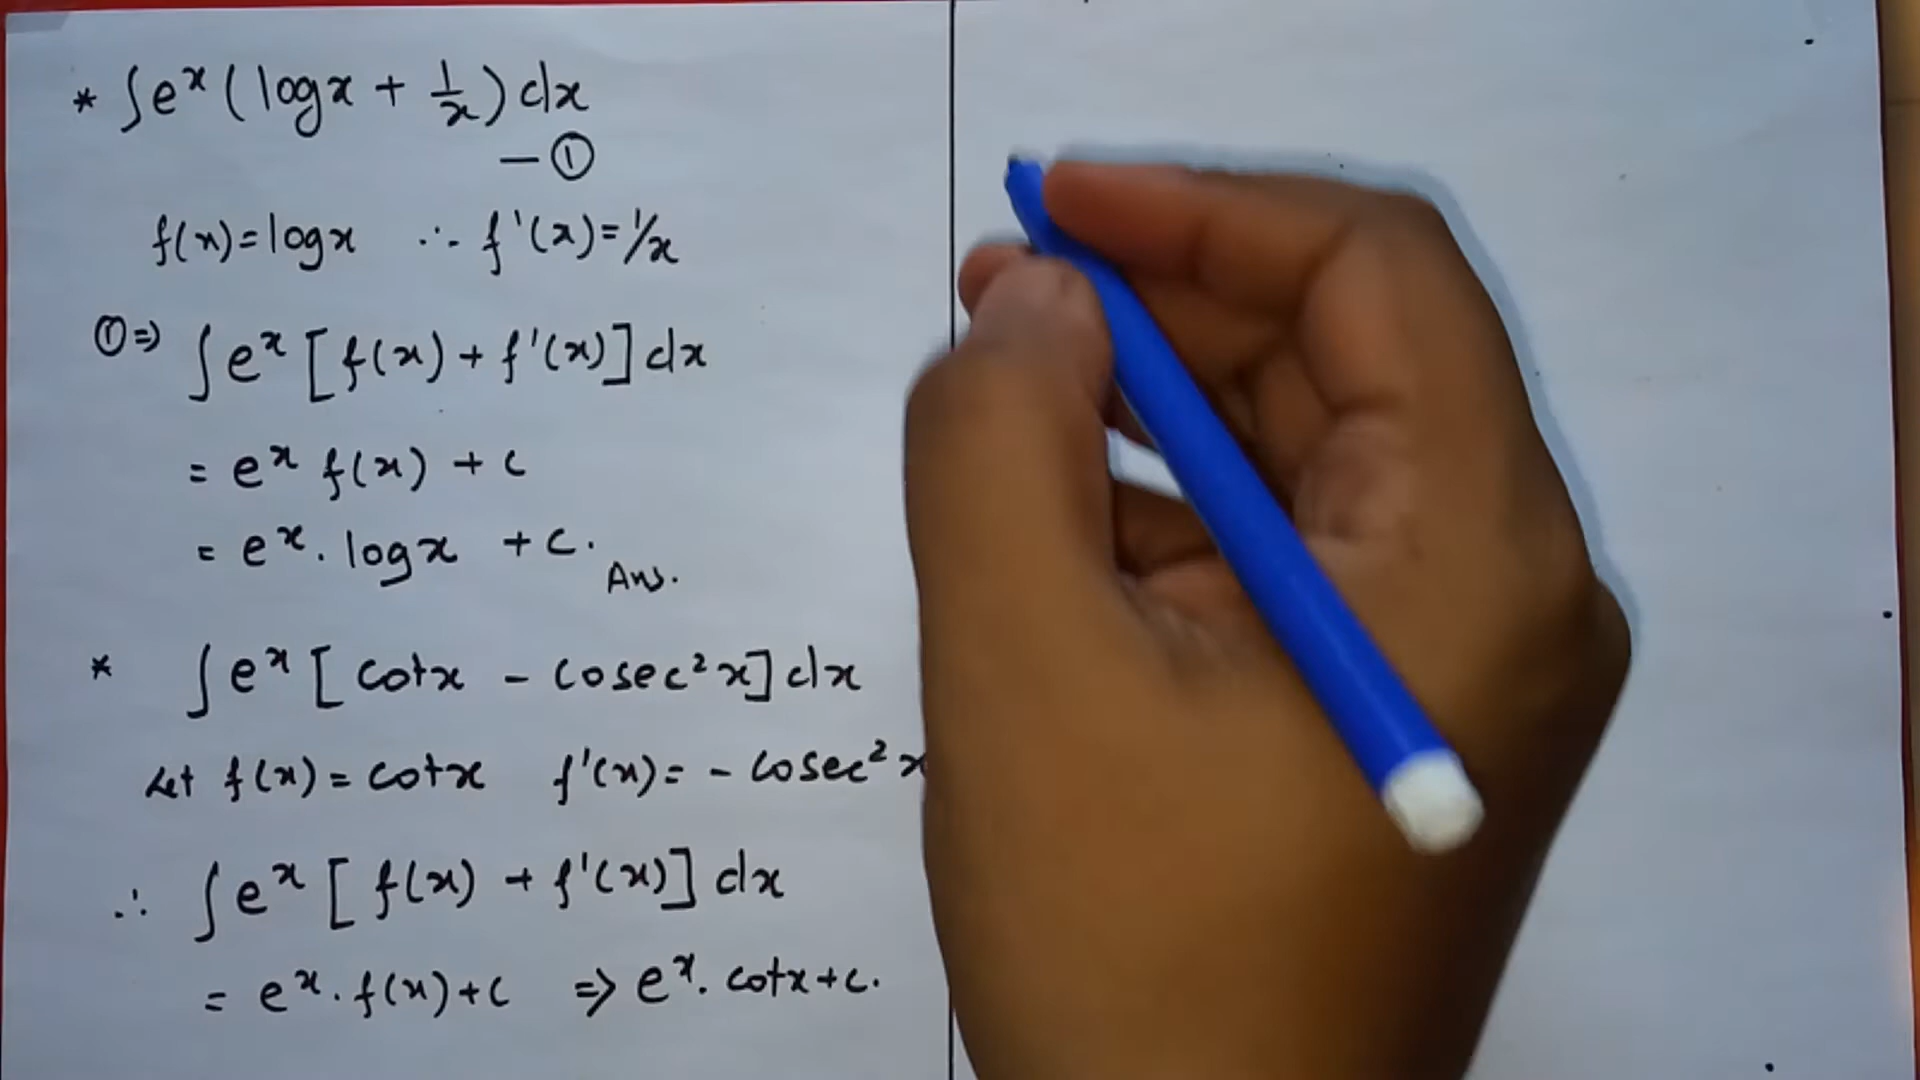 * ∫eˣ(logx + 1/x)dx
— ①
f(x)=logx ∴ f'(x)=1/x
①⇒ ∫eˣ[f(x) + f'(x)]dx
= eˣ f(x) + c
= eˣ. logx + c.
Ans.
* ∫eˣ[cotx - cosec²x]dx
Let f(x) = cotx f'(x) = - cosec²x
∴ ∫eˣ[f(x) + f'(x)]dx
= eˣ.f(x)+c ⇒ eˣ. cotx+c.